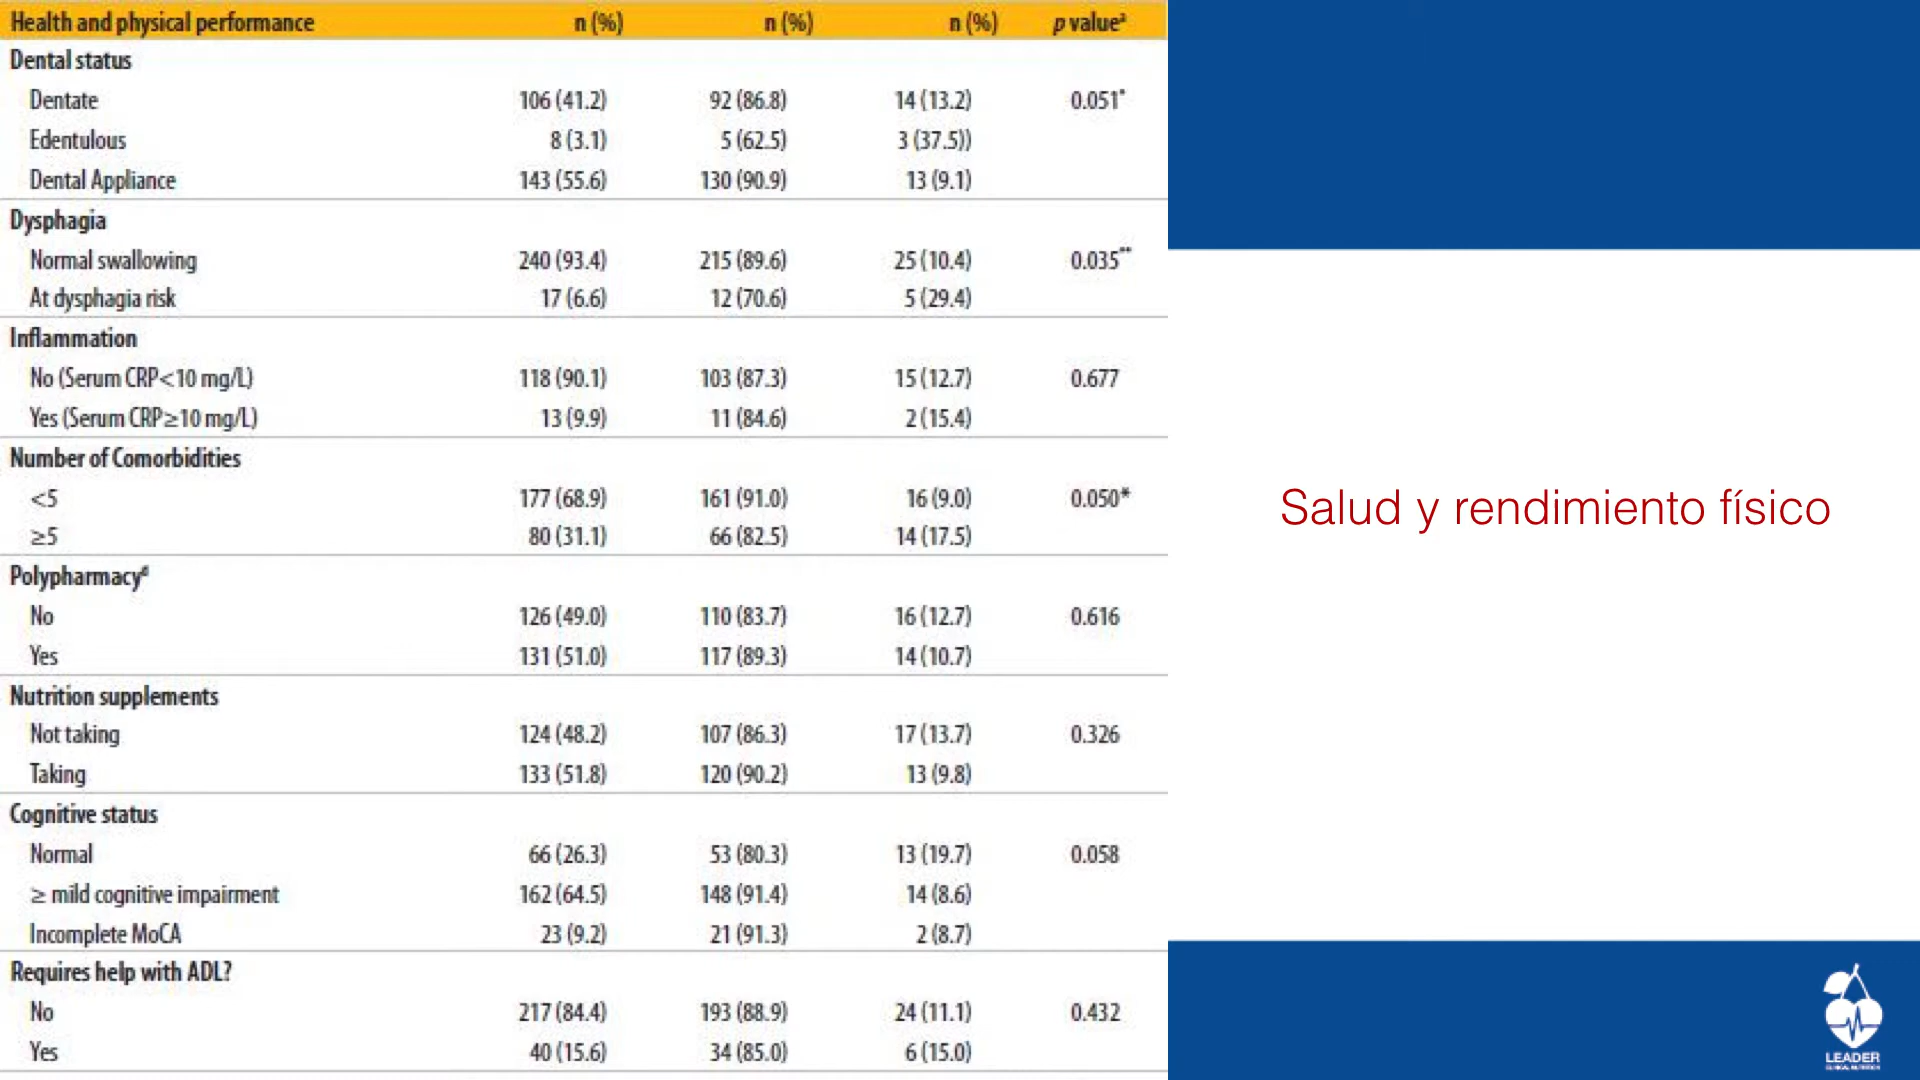 Health and physical performance n (%) n (%) n (%) p valueª
Dental status
Dentate 106 (41.2) 92 (86.8) 14 (13.2) 0.051*
Edentulous 8 (3.1) 5 (62.5) 3 (37.5))
Dental Appliance 143 (55.6) 130 (90.9) 13 (9.1)
Dysphagia
Normal swallowing 240 (93.4) 215 (89.6) 25 (10.4) 0.035**
At dysphagia risk 17 (6.6) 12 (70.6) 5 (29.4)
Inflammation
No (Serum CRP<10 mg/L) 118 (90.1) 103 (87.3) 15 (12.7) 0.677
Yes (Serum CRP≥10 mg/L) 13 (9.9) 11 (84.6) 2 (15.4)
Number of Comorbidities
<5 177 (68.9) 161 (91.0) 16 (9.0) 0.050*
≥5 80 (31.1) 66 (82.5) 14 (17.5)
Polypharmacyᵈ
No 126 (49.0) 110 (83.7) 16 (12.7) 0.616
Yes 131 (51.0) 117 (89.3) 14 (10.7)
Nutrition supplements
Not taking 124 (48.2) 107 (86.3) 17 (13.7) 0.326
Taking 133 (51.8) 120 (90.2) 13 (9.8)
Cognitive status
Normal 66 (26.3) 53 (80.3) 13 (19.7) 0.058
≥ mild cognitive impairment 162 (64.5) 148 (91.4) 14 (8.6)
Incomplete MoCA 23 (9.2) 21 (91.3) 2 (8.7)
Requires help with ADL?
No 217 (84.4) 193 (88.9) 24 (11.1) 0.432
Yes 40 (15.6) 34 (85.0) 6 (15.0)
Salud y rendimiento físico
LEADER
CLINICAL NUTRITION